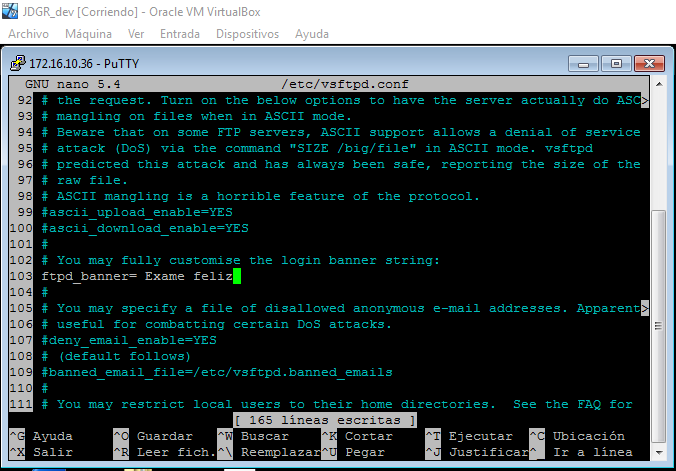 JDGR_dev [Corriendo] - Oracle VM VirtualBox
Archivo Máquina Ver Entrada Dispositivos Ayuda
172.16.10.36 - PuTTY
GNU nano 5.4 /etc/vsftpd.conf
92 # the request. Turn on the below options to have the server actually do ASC>
93 # mangling on files when in ASCII mode.
94 # Beware that on some FTP servers, ASCII support allows a denial of service
95 # attack (DoS) via the command "SIZE /big/file" in ASCII mode. vsftpd
96 # predicted this attack and has always been safe, reporting the size of the
97 # raw file.
98 # ASCII mangling is a horrible feature of the protocol.
99 #ascii_upload_enable=YES
100 #ascii_download_enable=YES
101 #
102 # You may fully customise the login banner string:
103 ftpd_banner= Exame feliz
104 #
105 # You may specify a file of disallowed anonymous e-mail addresses. Apparent>
106 # useful for combatting certain DoS attacks.
107 #deny_email_enable=YES
108 # (default follows)
109 #banned_email_file=/etc/vsftpd.banned_emails
110 #
111 # You may restrict local users to their home directories.  See the FAQ for
[ 165 líneas escritas ]
^G Ayuda ^O Guardar ^W Buscar ^K Cortar ^T Ejecutar ^C Ubicación
^X Salir ^R Leer fich. ^\ Reemplazar ^U Pegar ^J Justificar ^_ Ir a línea